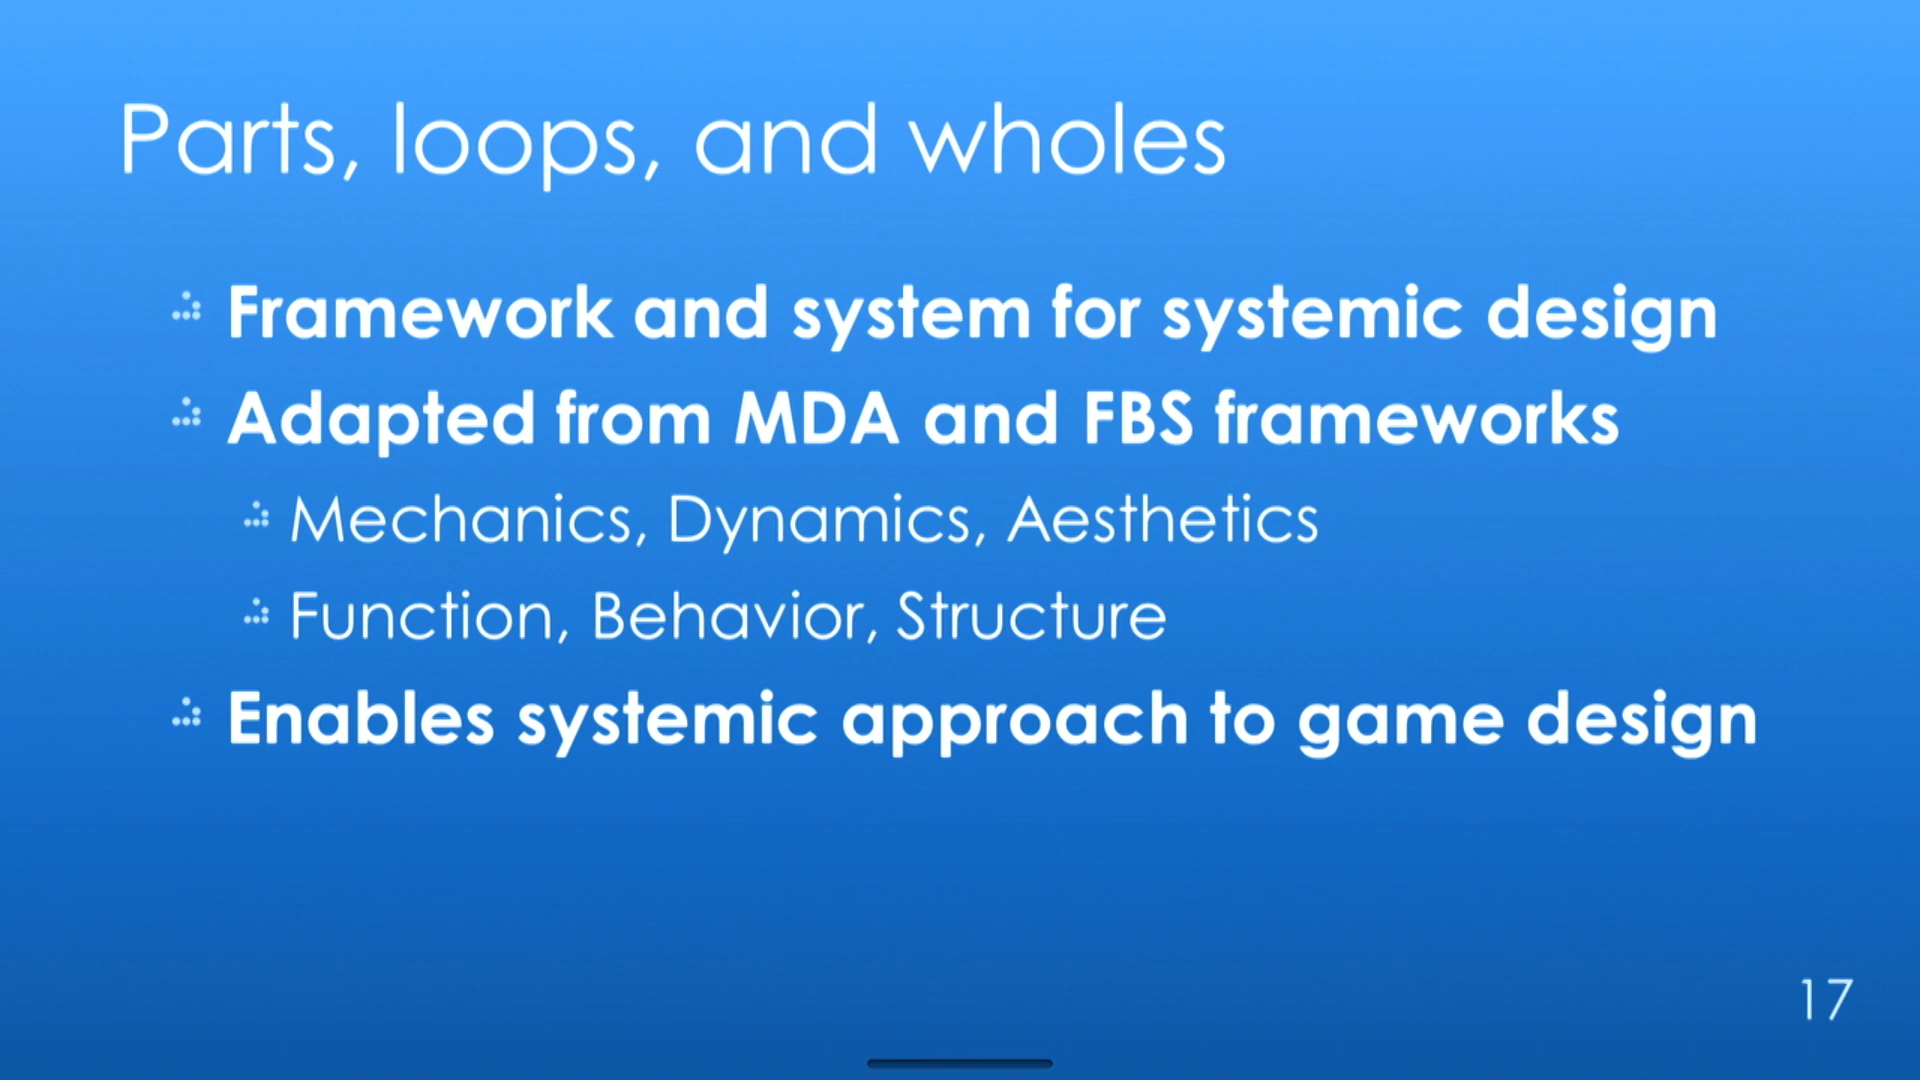 Parts, loops, and wholes
Framework and system for systemic design
Adapted from MDA and FBS frameworks
Mechanics, Dynamics, Aesthetics
Function, Behavior, Structure
Enables systemic approach to game design
17